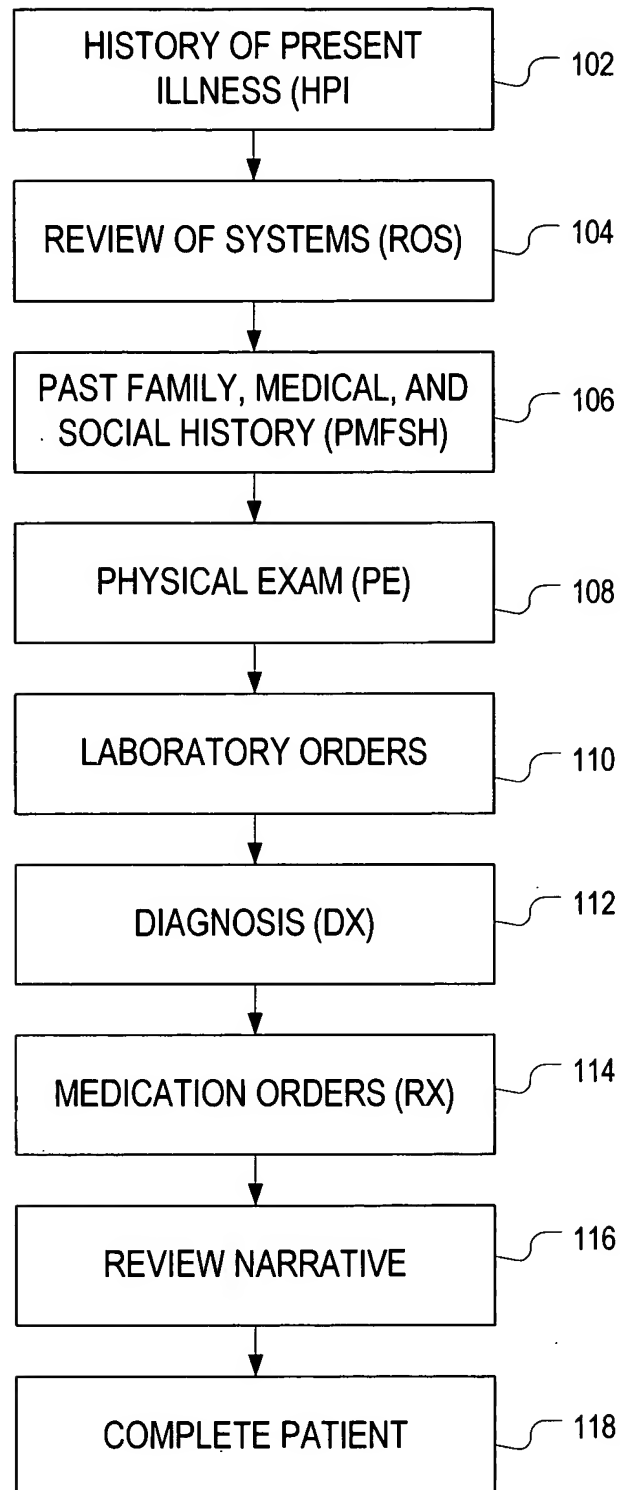 HISTORY OF PRESENT
ILLNESS (HPI
102
REVIEW OF SYSTEMS (ROS)
104
PAST FAMILY, MEDICAL, AND
SOCIAL HISTORY (PMFSH)
106
PHYSICAL EXAM (PE)
108
LABORATORY ORDERS
110
DIAGNOSIS (DX)
112
MEDICATION ORDERS (RX)
114
REVIEW NARRATIVE
116
COMPLETE PATIENT
118